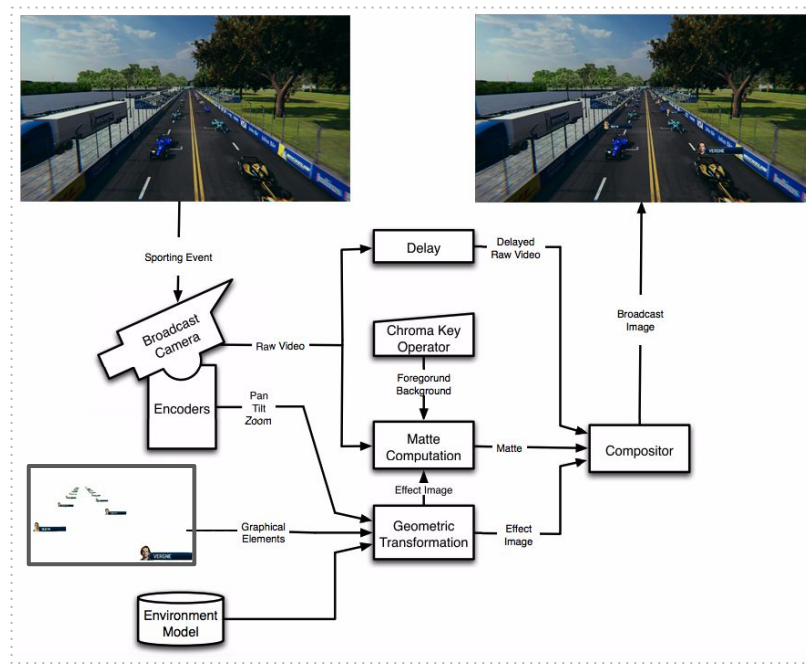 VERGNE
Sporting Event
Delay
Delayed
Raw Video
Broadcast
Camera
Raw Video
Chroma Key
Operator
Broadcast
Image
Foregorund
Background
Encoders
Pan
Tilt
Zoom
Matte
Computation
Matte
Compositor
Effect Image
Graphical
Elements
Geometric
Transformation
Effect
Image
VERGNE
Environment
Model